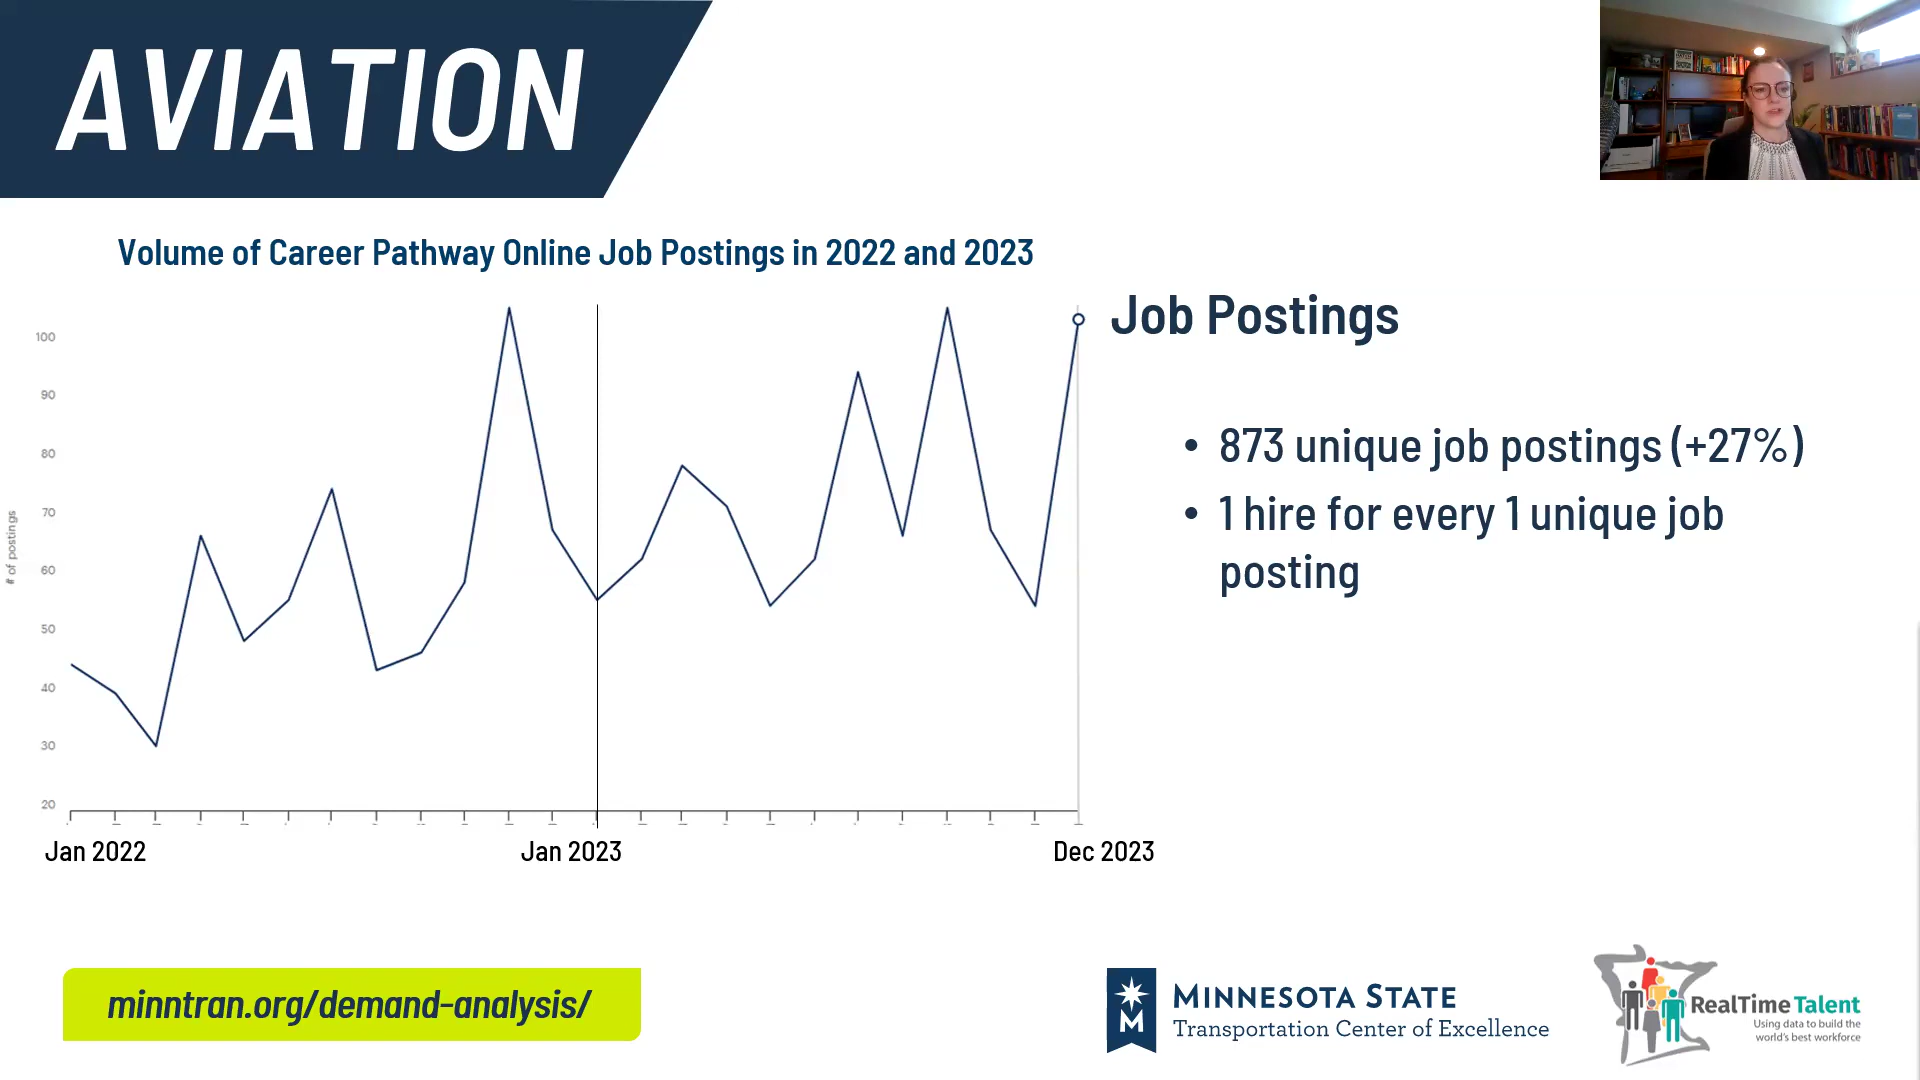 AVIATION
Volume of Career Pathway Online Job Postings in 2022 and 2023
100
90
80
70
60
50
40
30
20
# of postings
Jan 2022
Jan 2023
Dec 2023
Job Postings
• 873 unique job postings (+27%)
• 1 hire for every 1 unique job
posting
minntran.org/demand-analysis/
M
MINNESOTA STATE
Transportation Center of Excellence
RealTimeTalent
Using data to build the
world's best workforce